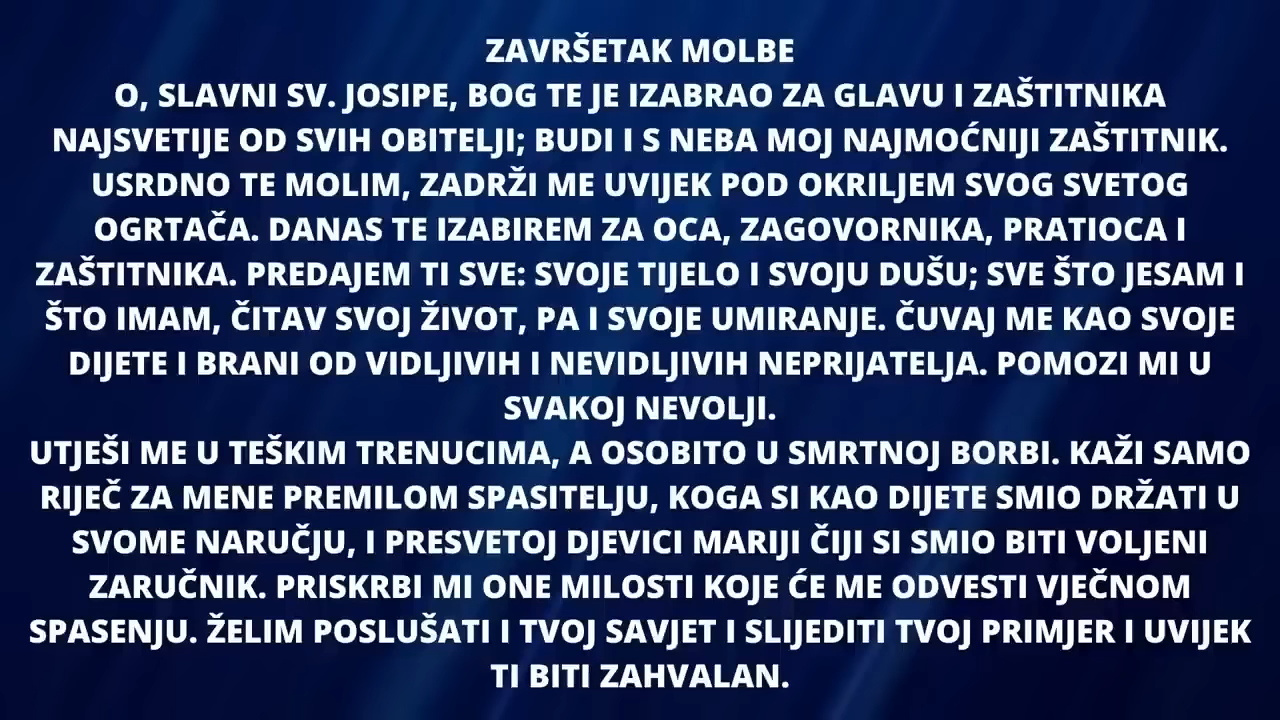 ZAVRŠETAK MOLBE
O, SLAVNI SV. JOSIPE, BOG TE JE IZABRAO ZA GLAVU I ZAŠTITNIKA
NAJSVETIJE OD SVIH OBITELJI; BUDI I S NEBA MOJ NAJMOĆNIJI ZAŠTITNIK.
USRDNO TE MOLIM, ZADRŽI ME UVIJEK POD OKRILJEM SVOG SVETOG
OGRTAČA. DANAS TE IZABIREM ZA OCA, ZAGOVORNIKA, PRATIOCA I
ZAŠTITNIKA. PREDAJEM TI SVE: SVOJE TIJELO I SVOJU DUŠU; SVE ŠTO JESAM I
ŠTO IMAM, ČITAV SVOJ ŽIVOT, PA I SVOJE UMIRANJE. ČUVAJ ME KAO SVOJE
DIJETE I BRANI OD VIDLJIVIH I NEVIDLJIVIH NEPRIJATELJA. POMOZI MI U
SVAKOJ NEVOLJI.
UTJEŠI ME U TEŠKIM TRENUCIMA, A OSOBITO U SMRTNOJ BORBI. KAŽI SAMO
RIJEČ ZA MENE PREMILOM SPASITELJU, KOGA SI KAO DIJETE SMIO DRŽATI U
SVOME NARUČJU, I PRESVETOJ DJEVICI MARIJI ČIJI SI SMIO BITI VOLJENI
ZARUČNIK. PRISKRBI MI ONE MILOSTI KOJE ĆE ME ODVESTI VJEČNOM
SPASENJU. ŽELIM POSLUŠATI I TVOJ SAVJET I SLIJEDITI TVOJ PRIMJER I UVIJEK
TI BITI ZAHVALAN.